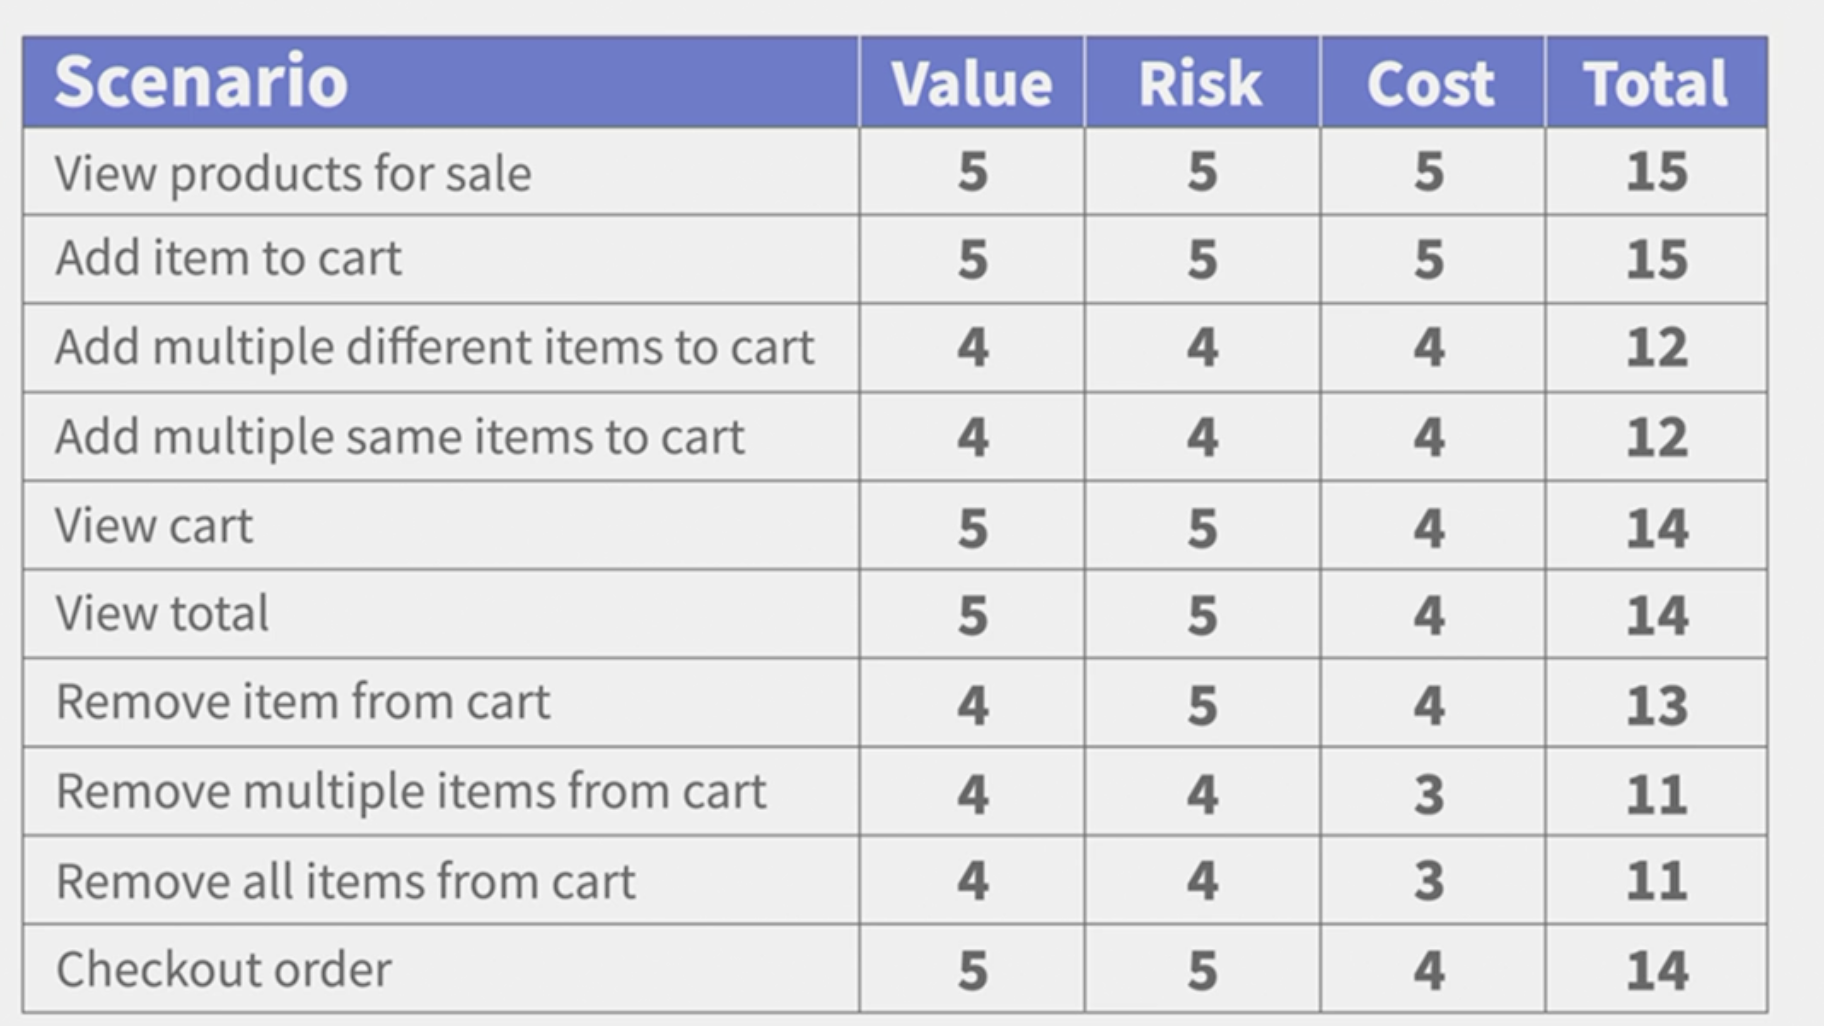 Scenario Value Risk Cost Total
View products for sale 5 5 5 15
Add item to cart 5 5 5 15
Add multiple different items to cart 4 4 4 12
Add multiple same items to cart 4 4 4 12
View cart 5 5 4 14
View total 5 5 4 14
Remove item from cart 4 5 4 13
Remove multiple items from cart 4 4 3 11
Remove all items from cart 4 4 3 11
Checkout order 5 5 4 14